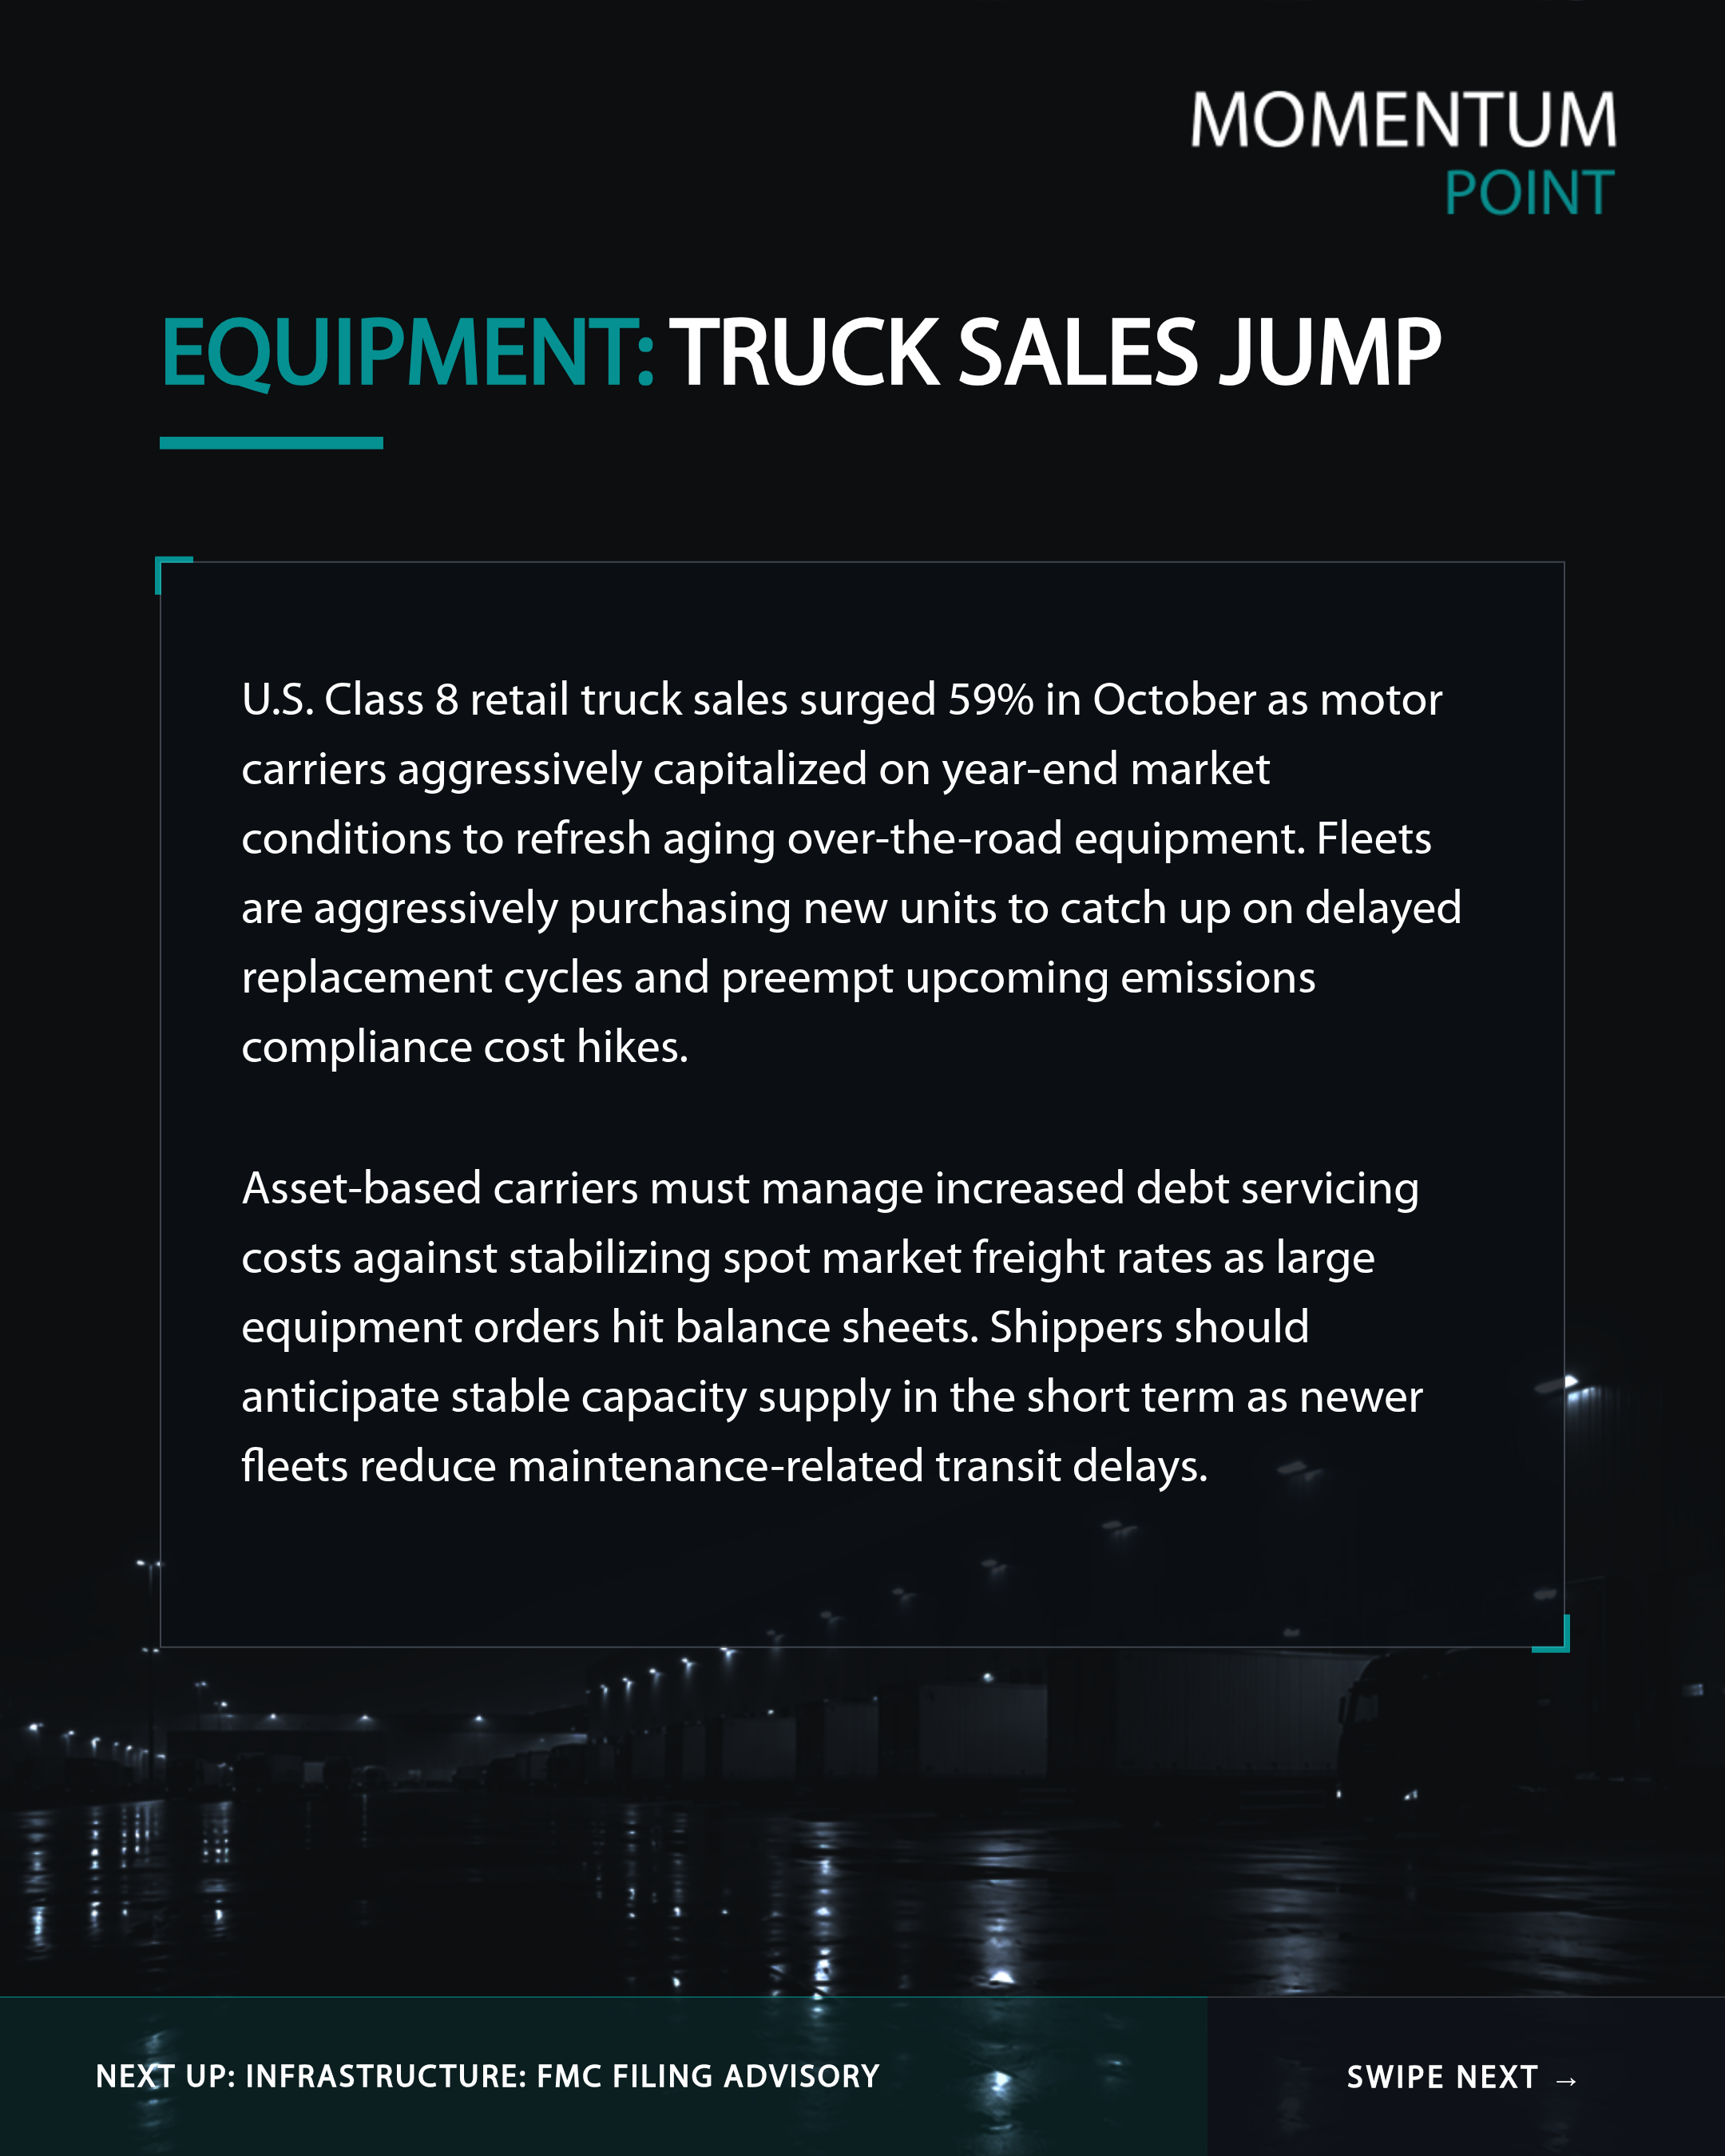 MOMENTUM
POINT
EQUIPMENT: TRUCK SALES JUMP
U.S. Class 8 retail truck sales surged 59% in October as motor
carriers aggressively capitalized on year-end market
conditions to refresh aging over-the-road equipment. Fleets
are aggressively purchasing new units to catch up on delayed
replacement cycles and preempt upcoming emissions
compliance cost hikes.
Asset-based carriers must manage increased debt servicing
costs against stabilizing spot market freight rates as large
equipment orders hit balance sheets. Shippers should
anticipate stable capacity supply in the short term as newer
fleets reduce maintenance-related transit delays.
NEXT UP: INFRASTRUCTURE: FMC FILING ADVISORY
SWIPE NEXT →